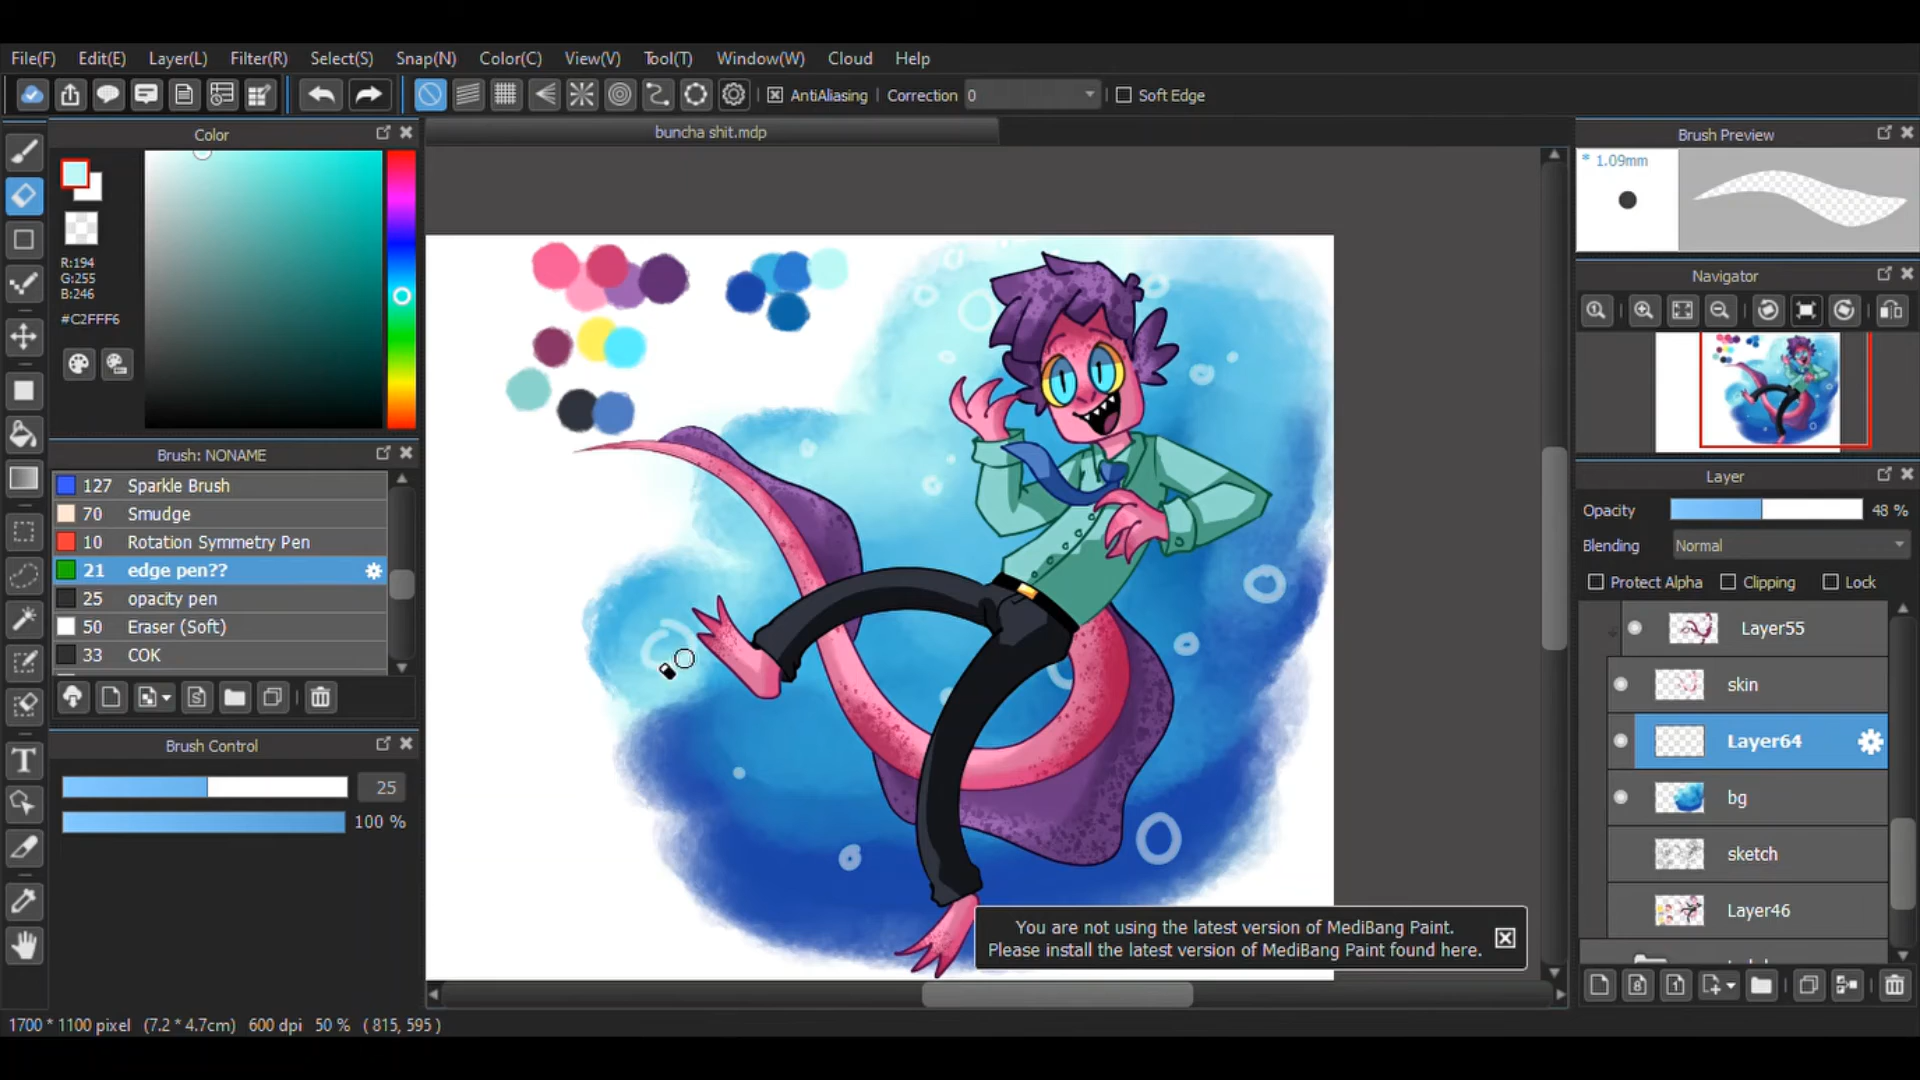 File(F) Edit(E) Layer(L) Filter(R) Select(S) Snap(N) Color(C) View(V) Tool(T) Window(W) Cloud Help
AntiAliasing Correction 0 Soft Edge
Color
R:194
G:255
B:246
#C2FFF6
Brush: NONAME
127 Sparkle Brush
70 Smudge
10 Rotation Symmetry Pen
21 edge pen??
25 opacity pen
50 Eraser (Soft)
33 COK
Brush Control
25
100 %
buncha shit.mdp
You are not using the latest version of MediBang Paint.
Please install the latest version of MediBang Paint found here.
Brush Preview
* 1.09mm
Navigator
Layer
Opacity 48 %
Blending Normal
Protect Alpha Clipping Lock
Layer55
skin
Layer64
bg
sketch
Layer46
1700 * 1100 pixel (7.2 * 4.7cm) 600 dpi 50 % ( 815, 595 )